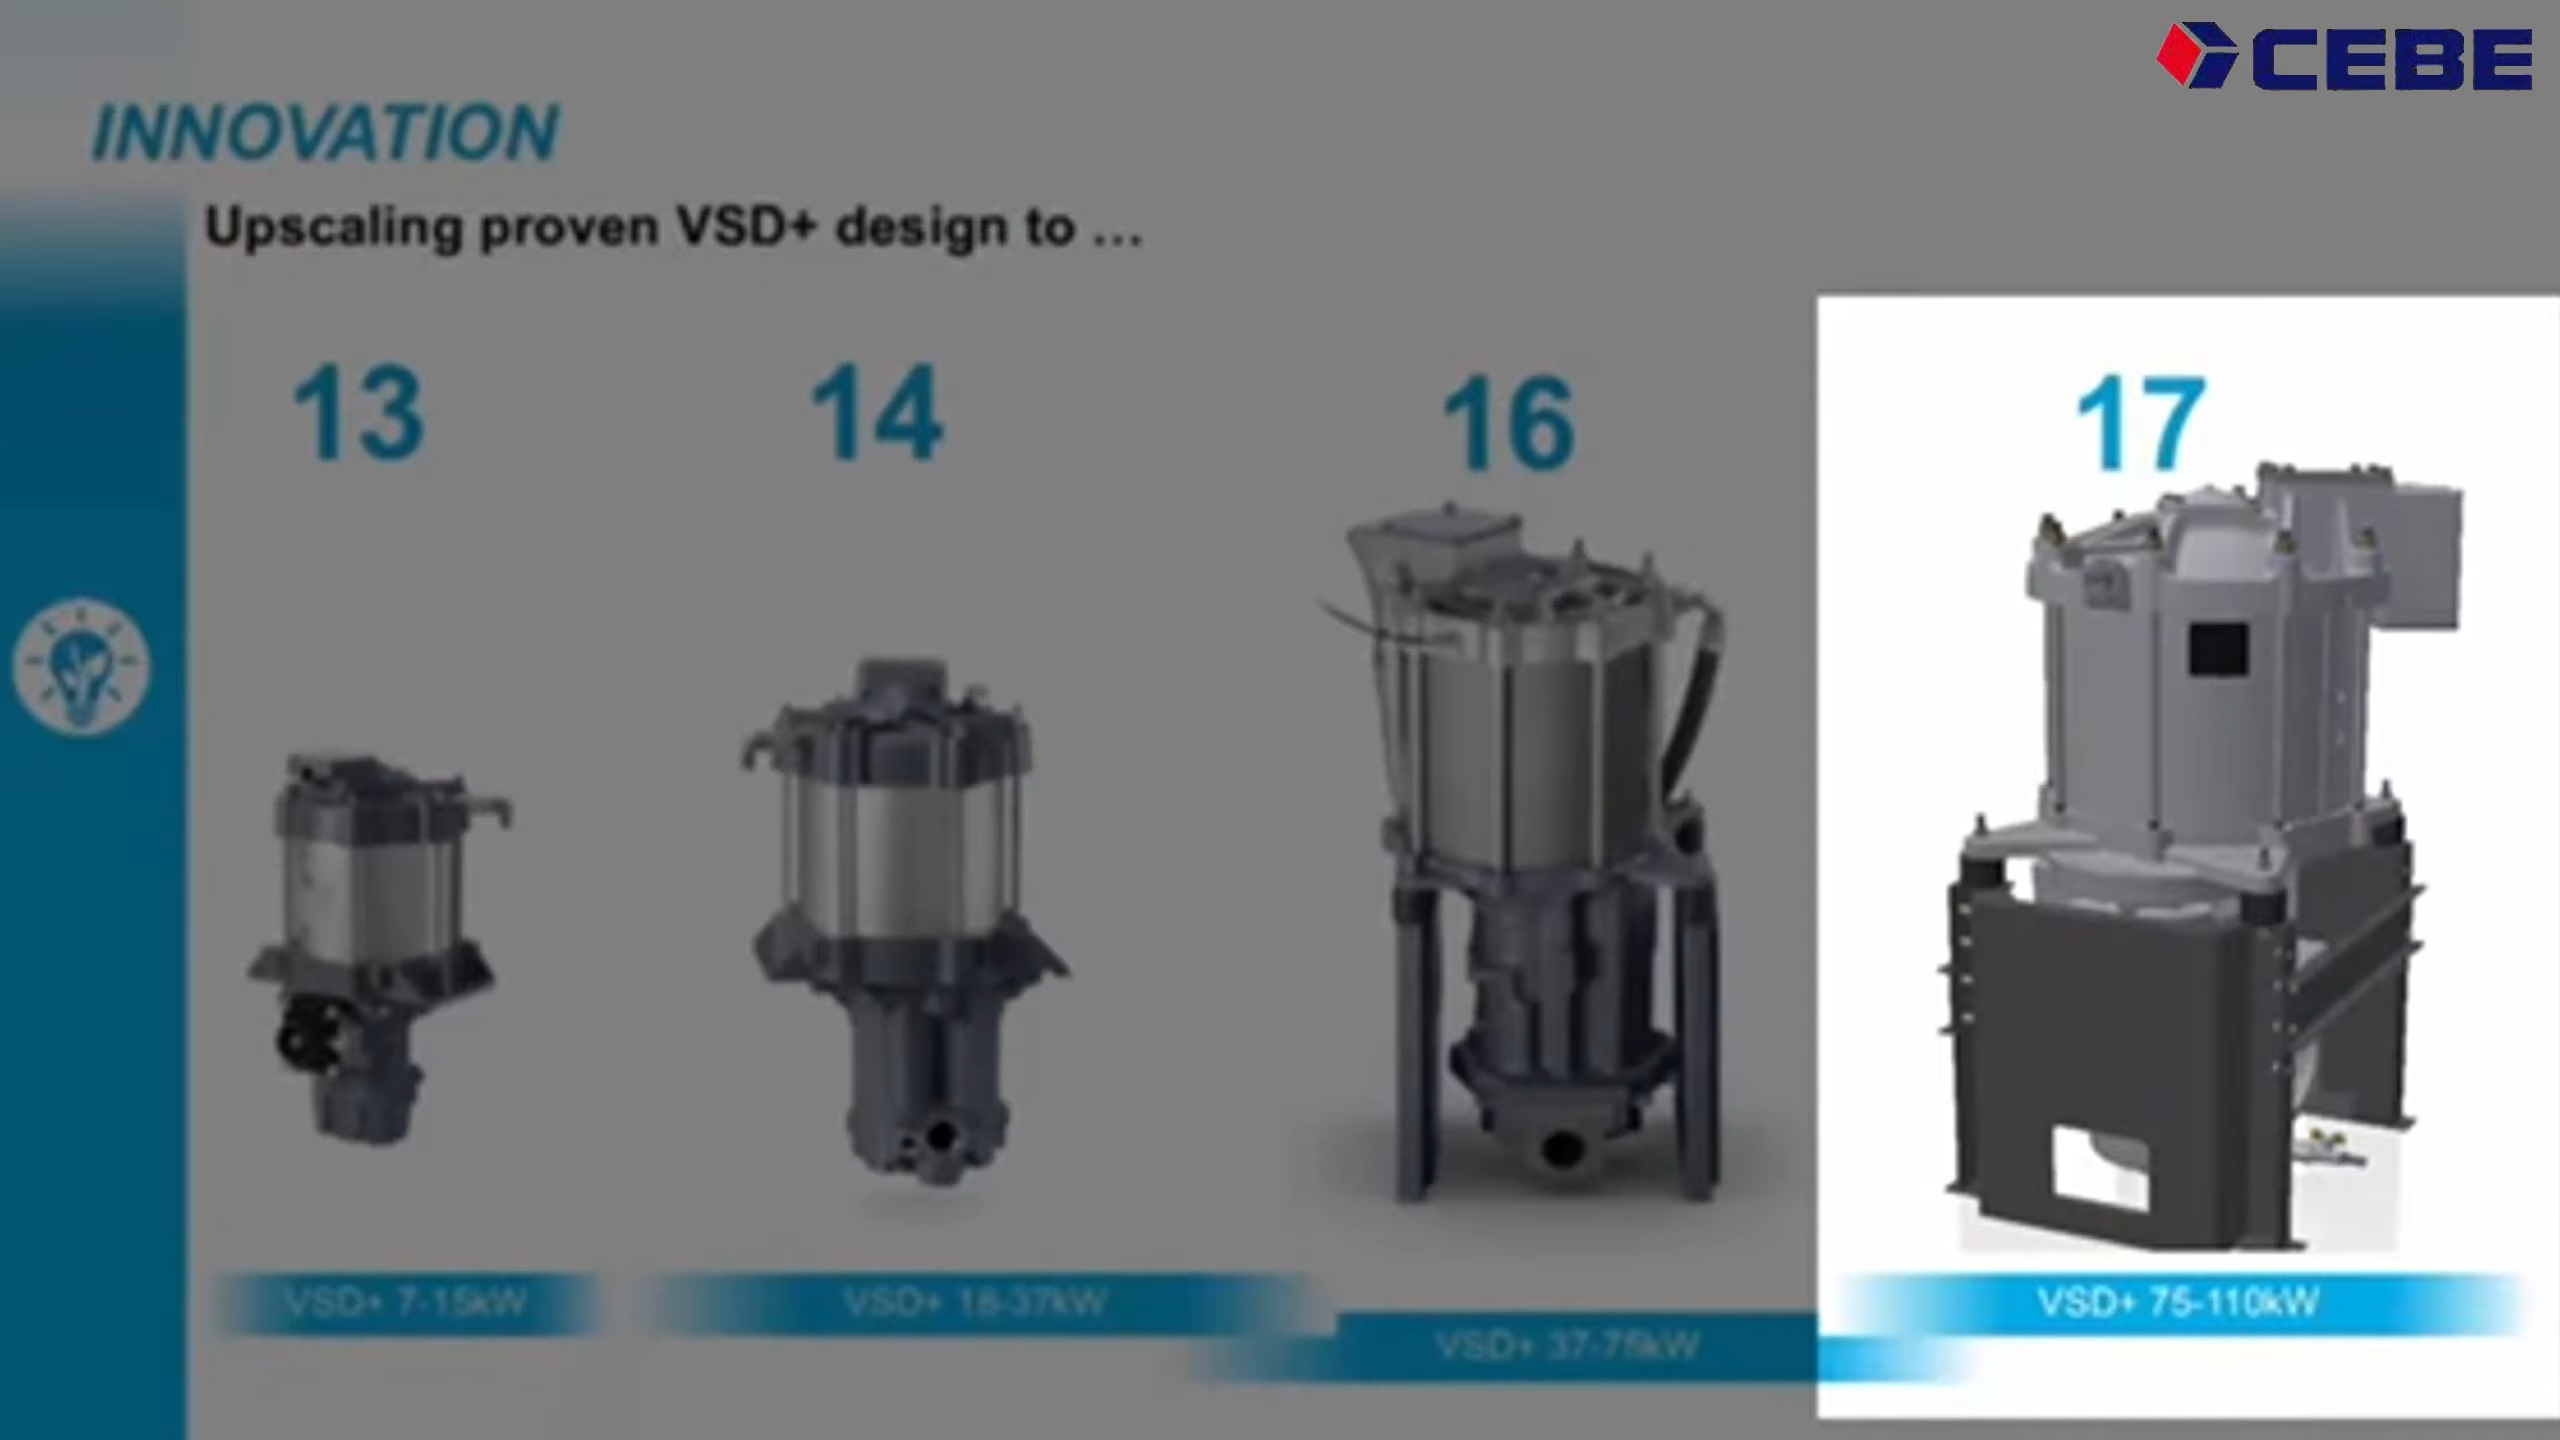 CEBE
INNOVATION
Upscaling proven VSD+ design to ...
13
14
16
17
VSD+ 7-15kW
VSD+ 18-37kW
VSD+ 37-75kW
VSD+ 75-110kW